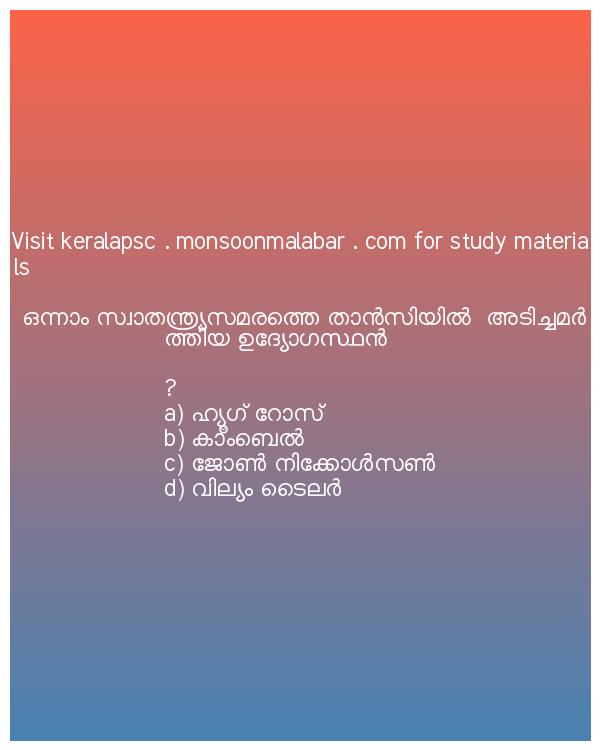 Visit keralapsc . monsoonmalabar . com for study materia
ls
ഒന്നാം സ്വാതന്ത്ര്യസമരത്തെ താൻസിയിൽ അടിച്ചമർ
ത്തിയ ഉദ്യോഗസ്ഥൻ
?
a) ഹ്യൂഗ് റോസ്
b) കാംബെൽ
c) ജോൺ നിക്കോൾസൺ
d) വില്യം ടൈലർ